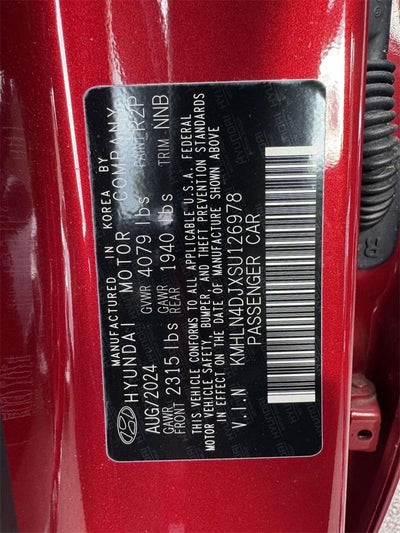 MANUFACTURED IN KOREA BY
HYUNDAI MOTOR COMPANY
AUG/2024 GVWR 4079 lbs PAINT: RZP
GAWR FRONT 2315 lbs GAWR REAR 1940 lbs TRIM: NNB
THIS VEHICLE CONFORMS TO ALL APPLICABLE U.S.A. FEDERAL
MOTOR VEHICLE SAFETY, BUMPER, AND THEFT PREVENTION STANDARDS
IN EFFECT ON THE DATE OF MANUFACTURE SHOWN ABOVE
V.I.N KMHLN4DJXSU126978
PASSENGER CAR